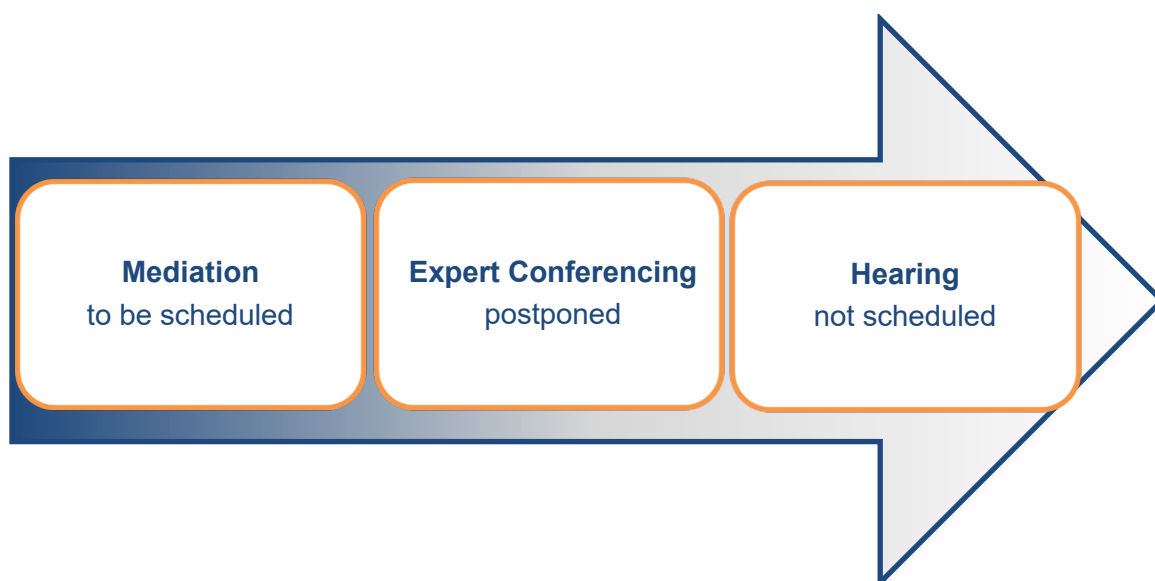 Mediation
to be scheduled
Expert Conferencing
postponed
Hearing
not scheduled